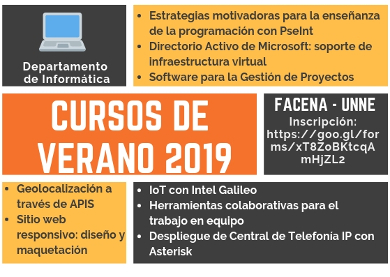 Departamento
de Informática
• Estrategias motivadoras para la enseñanza
de la programación con PseInt
• Directorio Activo de Microsoft: soporte de
infraestructura virtual
• Software para la Gestión de Proyectos
CURSOS DE
VERANO 2019
FACENA - UNNE
Inscripción:
https://goo.gl/for
ms/xT8ZoBKtcqA
mHjZL2
• Geolocalización a
través de APIS
• Sitio web
responsivo: diseño y
maquetación
• IoT con Intel Galileo
• Herramientas colaborativas para el
trabajo en equipo
• Despliegue de Central de Telefonía IP con
Asterisk